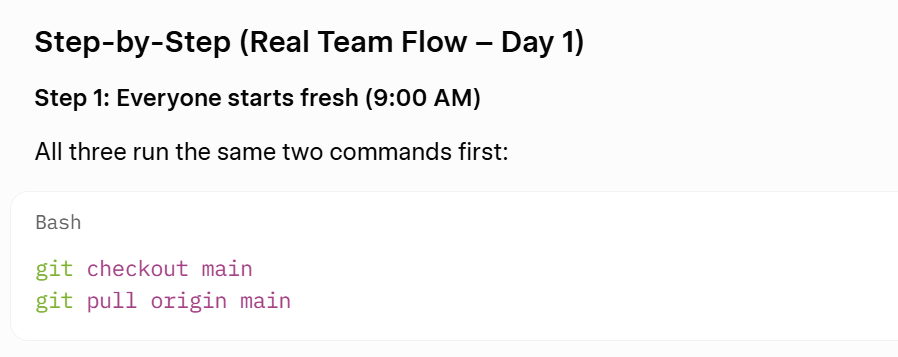 Step-by-Step (Real Team Flow – Day 1)
Step 1: Everyone starts fresh (9:00 AM)
All three run the same two commands first:
Bash
git checkout main
git pull origin main